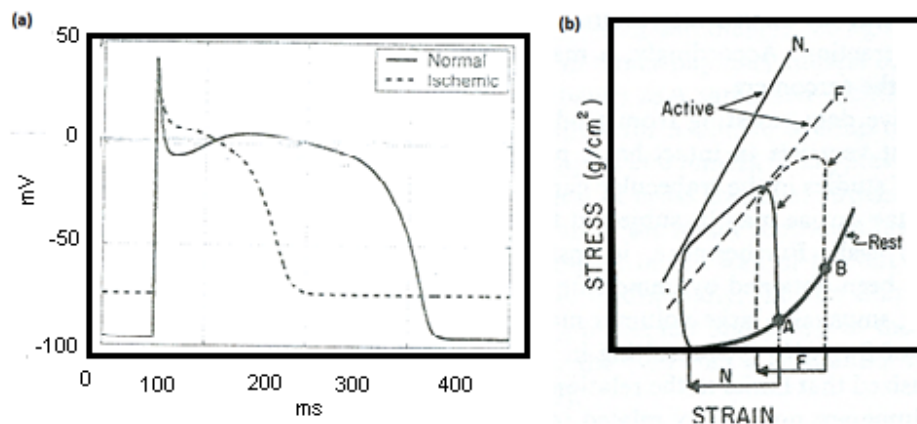 (a)
50
0
-50
-100
mV
Normal
Ischemic
0 100 200 300 400
ms
(b)
N.
Active
F.
STRESS (g/cm²)
Rest
B
A
N
F
STRAIN